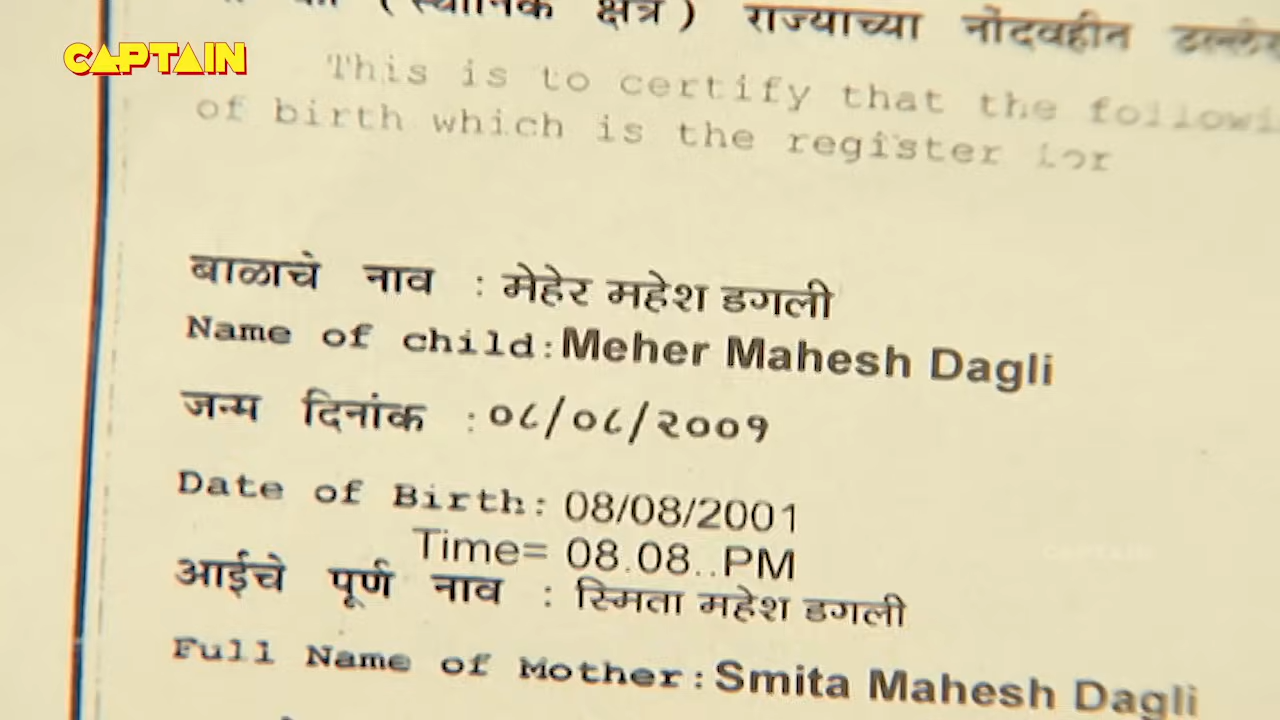 CAPTAIN
( स्थानिक क्षेत्र ) राज्याच्या नोंदवहीत
This is to certify that the
of birth which is the register for
बाळाचे नाव : मेहेर महेश डगली
Name of child: Meher Mahesh Dagli
जन्म दिनांक : ०८/०८/२००१
Date of Birth: 08/08/2001
Time= 08.08..PM
आईचे पूर्ण नाव : स्मिता महेश डगली
Full Name of Mother: Smita Mahesh Dagli